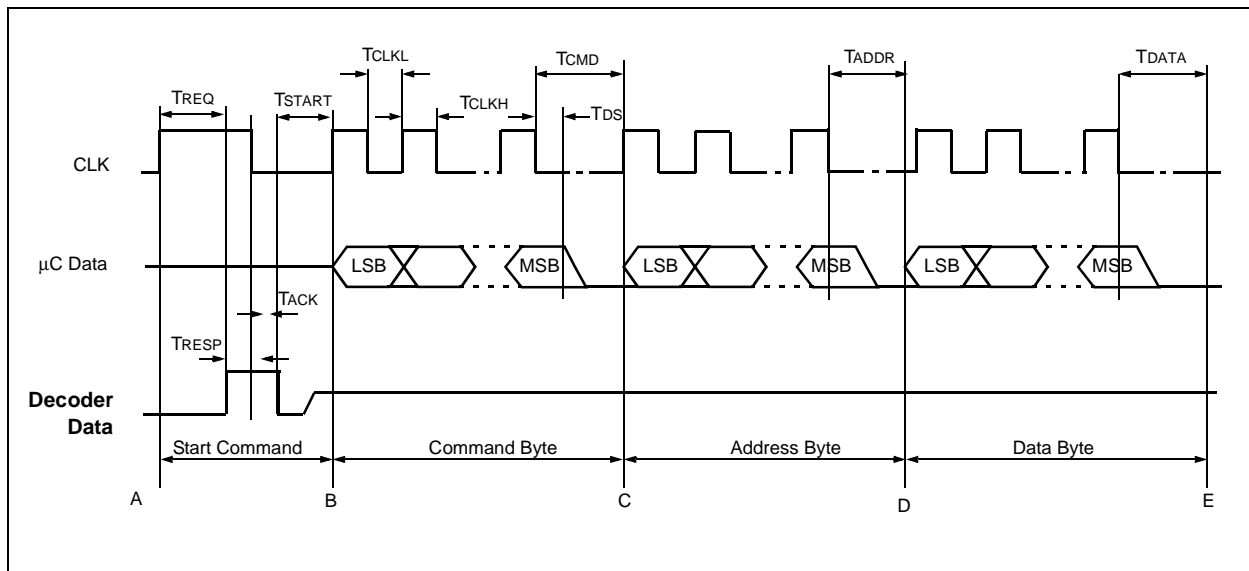 TCLKL
TCMD
TADDR
TDATA
TREQ
TSTART
TCLKH
TDS
CLK
μC Data
LSB
MSB
LSB
MSB
LSB
MSB
TACK
TRESP
Decoder
Data
Start Command
Command Byte
Address Byte
Data Byte
A
B
C
D
E